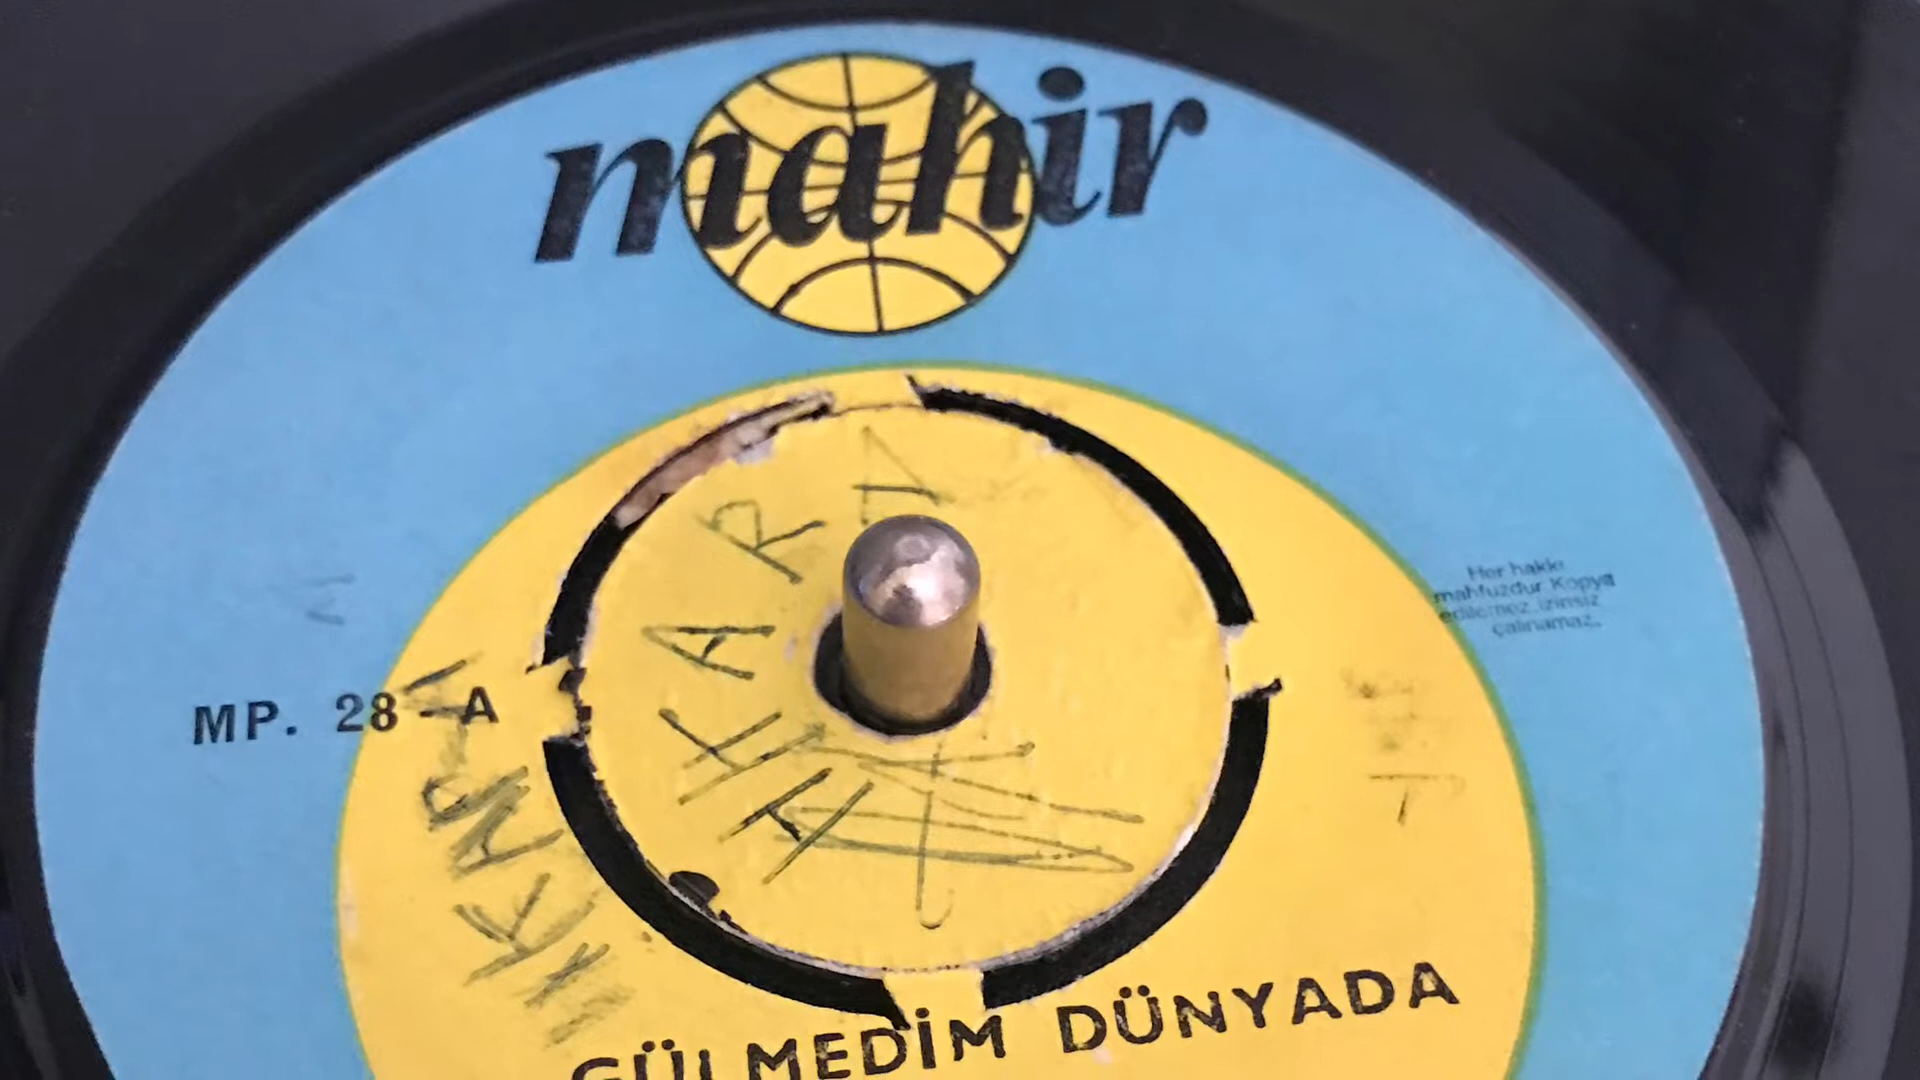 mahir
MP. 28-A
Her hakkı
mahfuzdur. Kopya
edilemez, izinsiz
çalınamaz.
GÜLMEDİM DÜNYADA